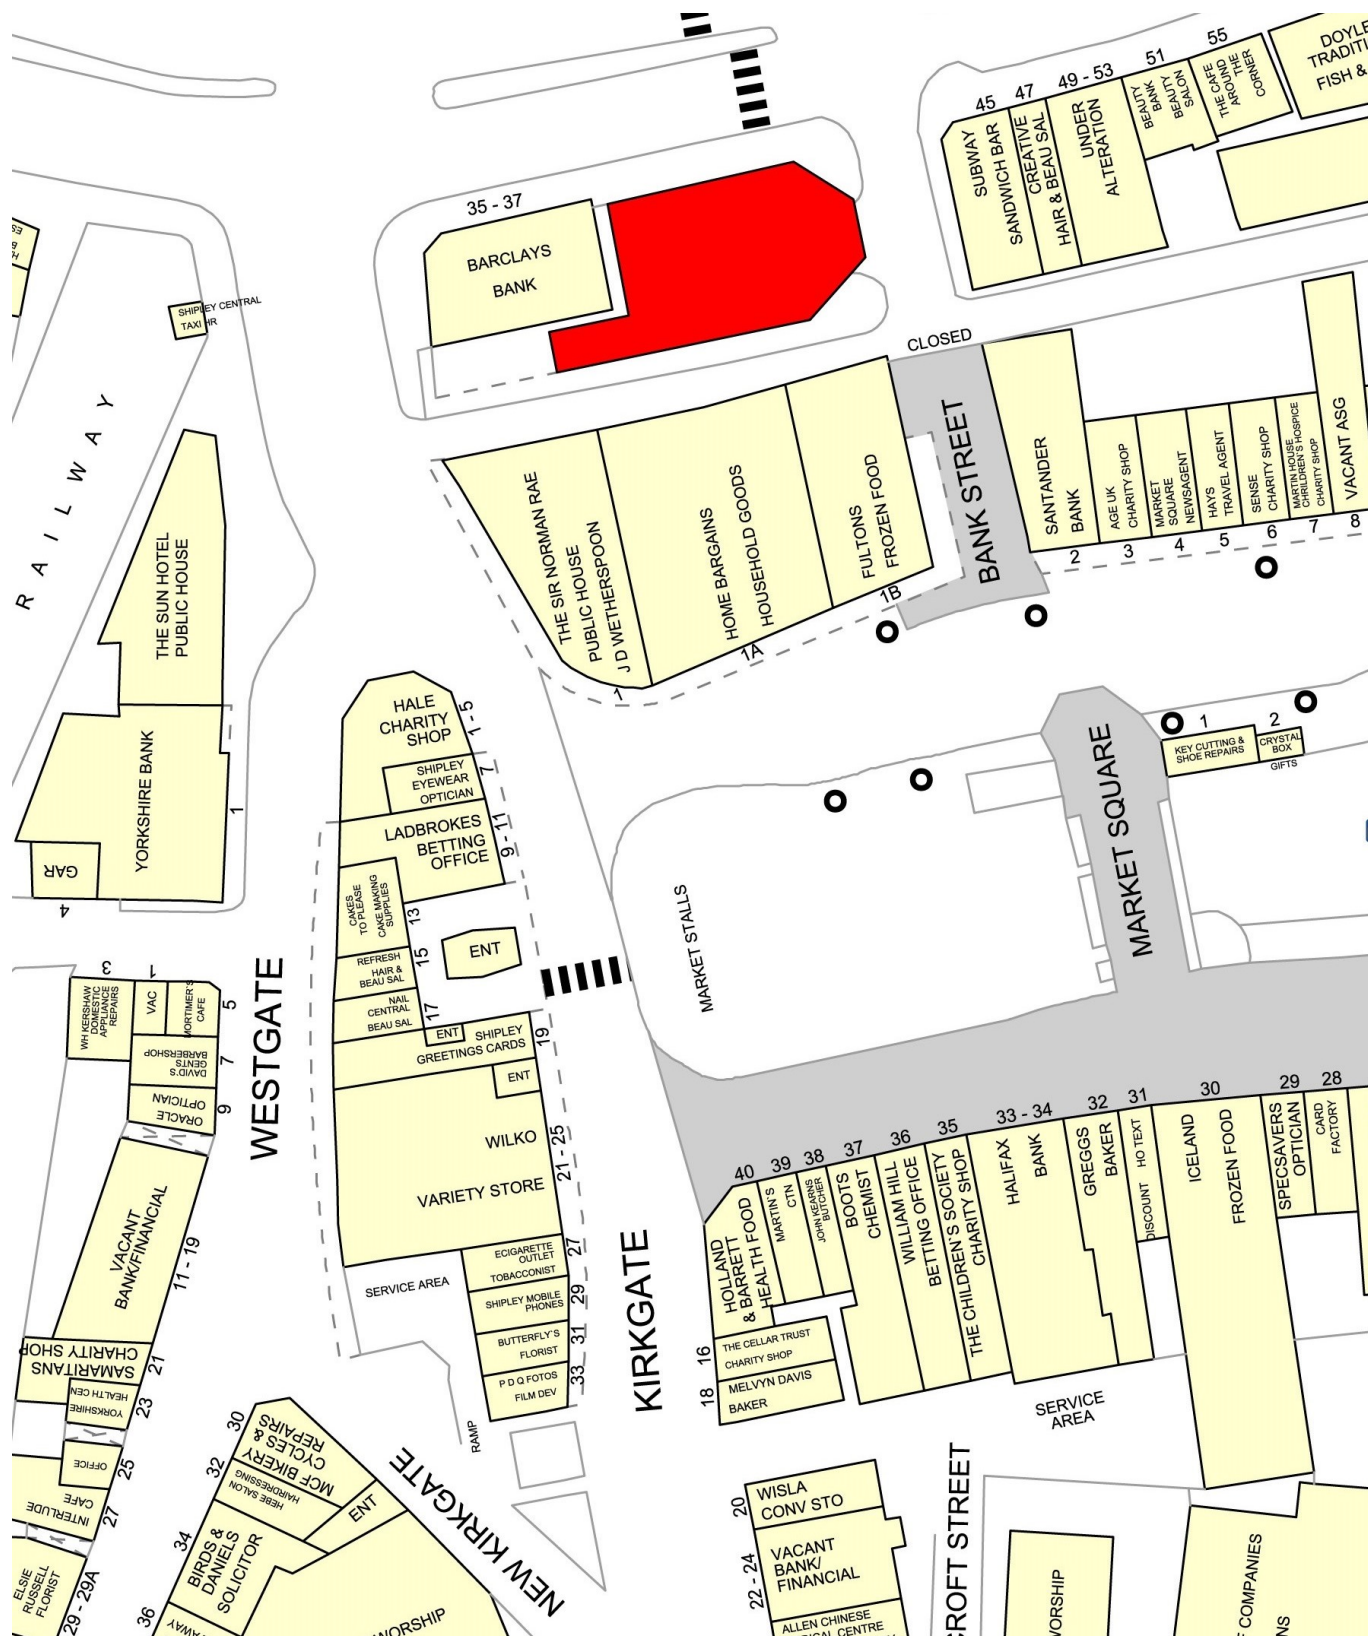 35 - 37
BARCLAYS
BANK
45
SUBWAY
SANDWICH BAR
47
CREATIVE
HAIR & BEAU SAL
49 - 53
UNDER
ALTERATION
51
BEAUTY
BANK
BEAUTY
SALON
55
THE CAFE
AROUND
THE
CORNER
DOYLE
TRADITI
FISH &
SHIPLEY CENTRAL
TAXI HR
RAILWAY
CLOSED
BANK STREET
THE SUN HOTEL
PUBLIC HOUSE
YORKSHIRE BANK
1
GAR
4
THE SIR NORMAN RAE
PUBLIC HOUSE
J D WETHERSPOON
1
HOME BARGAINS
HOUSEHOLD GOODS
1A
FULTONS
FROZEN FOOD
1B
SANTANDER
BANK
2
AGE UK
CHARITY SHOP
3
MARKET
SQUARE
NEWSAGENT
4
HAYS
TRAVEL AGENT
5
SENSE
CHARITY SHOP
6
MARTIN HOUSE
CHRILDREN'S HOSPICE
CHARITY SHOP
7
VACANT ASG
8
HALE
CHARITY
SHOP
1 - 5
SHIPLEY
EYEWEAR
OPTICIAN
7
LADBROKES
BETTING
OFFICE
9 - 11
CAKES
TO PLEASE
CAKE MAKING
SUPPLIES
13
REFRESH
HAIR &
BEAU SAL
15
NAIL
CENTRAL
BEAU SAL
17
ENT
ENT
SHIPLEY
GREETINGS CARDS
19
ENT
WILKO
VARIETY STORE
21 - 25
SERVICE AREA
ECIGARETTE
OUTLET
TOBACCONIST
27
SHIPLEY MOBILE
PHONES
29
BUTTERFLY'S
FLORIST
31
P D Q FOTOS
FILM DEV
33
RAMP
MARKET STALLS
MARKET SQUARE
1
KEY CUTTING &
SHOE REPAIRS
2
CRYSTAL
BOX
GIFTS
WESTGATE
3
WH KERSHAW
DOMESTIC
APPLIANCE
REPAIRS
1
VAC
MORTIMER'S
CAFE
5
DAVID'S
GENTS
BARBERSHOP
7
ORACLE
OPTICIAN
9
VACANT
BANK/FINANCIAL
11 - 19
SAMARITANS
CHARITY SHOP
21
YORKSHIRE
HEALTH CEN
23
OFFICE
25
INTERLUDE
CAFE
27
ELSIE
RUSSELL
FLORIST
29 - 29A
30
MCF BIKERY
CYCLES &
REPAIRS
32
HEBE SALON
HAIRDRESSING
ENT
34
BIRDS &
DANIELS
SOLICITOR
36
AWAY
WORSHIP
NEW KIRKGATE
KIRKGATE
40
HOLLAND
& BARRETT
HEALTH FOOD
39
MARTIN'S
CTN
38
JOHN KEARNS
BUTCHER
37
BOOTS
CHEMIST
36
WILLIAM HILL
BETTING OFFICE
35
THE CHILDREN'S SOCIETY
CHARITY SHOP
33 - 34
HALIFAX
BANK
32
GREGGS
BAKER
31
HO TEXT
DISCOUNT
30
ICELAND
FROZEN FOOD
29
SPECSAVERS
OPTICIAN
28
CARD
FACTORY
16
THE CELLAR TRUST
CHARITY SHOP
18
MELVYN DAVIS
BAKER
SERVICE
AREA
20
WISLA
CONV STO
22 - 24
VACANT
BANK/
FINANCIAL
ALLEN CHINESE
ICAL CENTRE
CROFT STREET
WORSHIP
F COMPANIES
NS